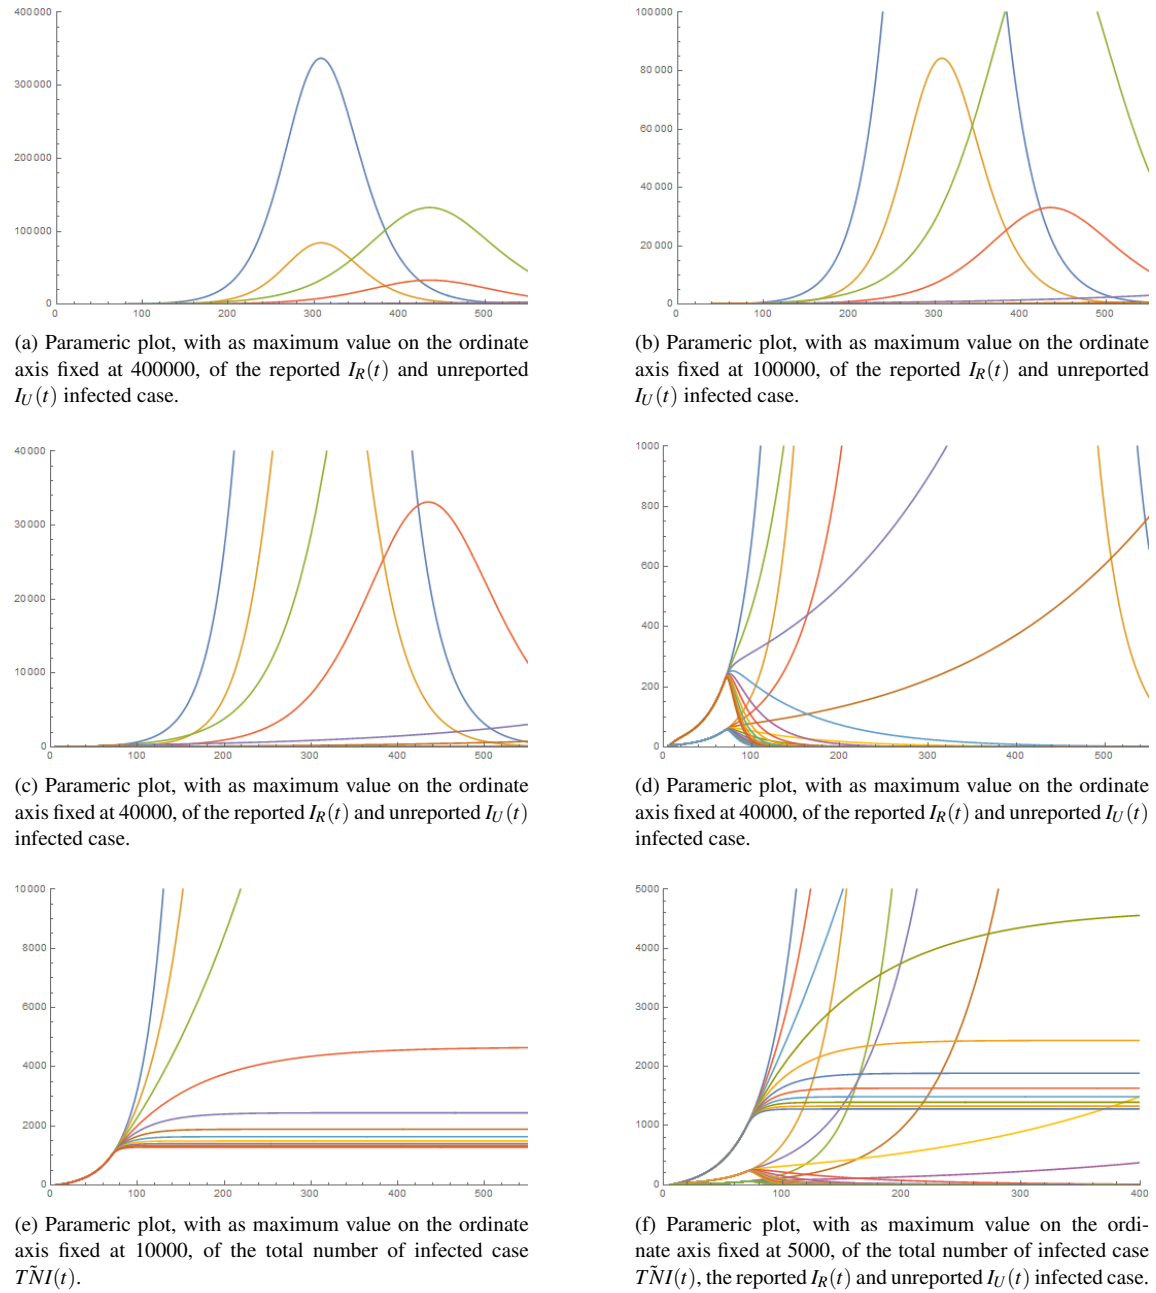 400000
300000
200000
100000
0
0 100 200 300 400 500
(a) Parameric plot, with as maximum value on the ordinate
axis fixed at 400000, of the reported I_R(t) and unreported
I_U(t) infected case.
100000
80000
60000
40000
20000
0
0 100 200 300 400 500
(b) Parameric plot, with as maximum value on the ordinate
axis fixed at 100000, of the reported I_R(t) and unreported
I_U(t) infected case.
40000
30000
20000
10000
0
0 100 200 300 400 500
(c) Parameric plot, with as maximum value on the ordinate
axis fixed at 40000, of the reported I_R(t) and unreported I_U(t)
infected case.
1000
800
600
400
200
0
0 100 200 300 400 500
(d) Parameric plot, with as maximum value on the ordinate
axis fixed at 40000, of the reported I_R(t) and unreported I_U(t)
infected case.
10000
8000
6000
4000
2000
0
0 100 200 300 400 500
(e) Parameric plot, with as maximum value on the ordinate
axis fixed at 10000, of the total number of infected case
TÑI(t).
5000
4000
3000
2000
1000
0
0 100 200 300 400
(f) Parameric plot, with as maximum value on the ordi-
nate axis fixed at 5000, of the total number of infected case
TÑI(t), the reported I_R(t) and unreported I_U(t) infected case.